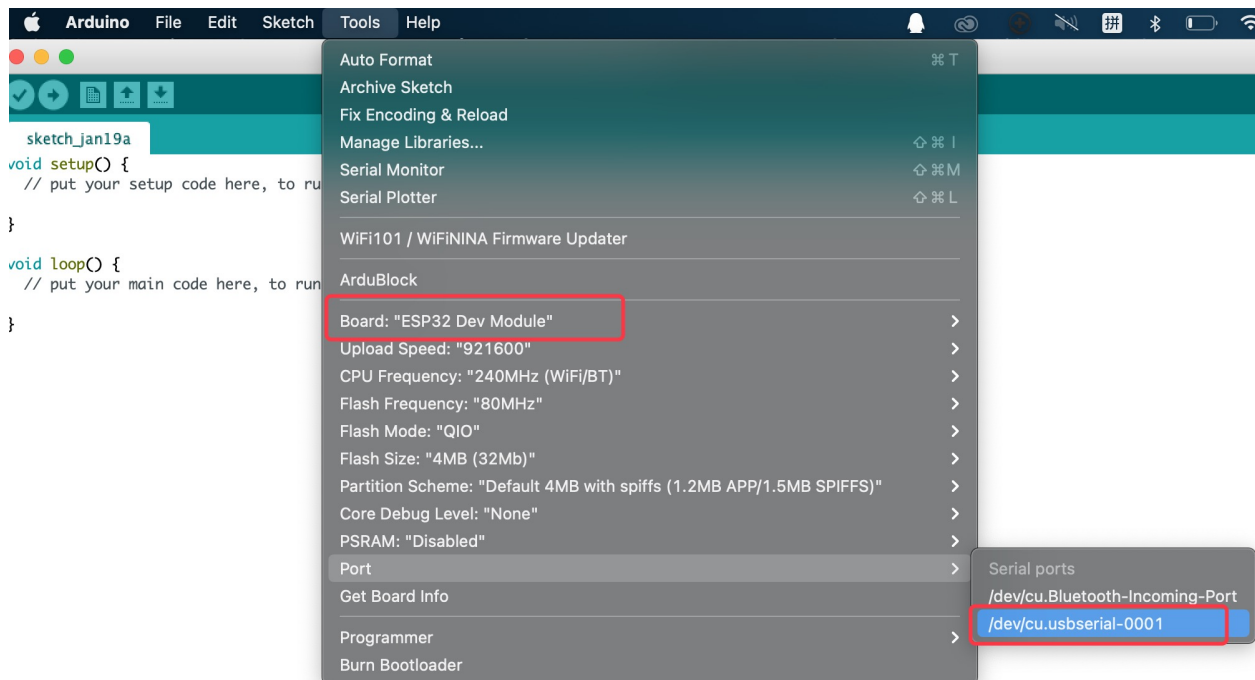 Arduino File Edit Sketch Tools Help 拼
Auto Format ⌘T
Archive Sketch
Fix Encoding & Reload
Manage Libraries... ⇧⌘I
Serial Monitor ⇧⌘M
Serial Plotter ⇧⌘L
WiFi101 / WiFiNINA Firmware Updater
ArduBlock
Board: "ESP32 Dev Module"
Upload Speed: "921600"
CPU Frequency: "240MHz (WiFi/BT)"
Flash Frequency: "80MHz"
Flash Mode: "QIO"
Flash Size: "4MB (32Mb)"
Partition Scheme: "Default 4MB with spiffs (1.2MB APP/1.5MB SPIFFS)"
Core Debug Level: "None"
PSRAM: "Disabled"
Port
Get Board Info
Programmer
Burn Bootloader
Serial ports
/dev/cu.Bluetooth-Incoming-Port
/dev/cu.usbserial-0001
sketch_jan19a
void setup() {
// put your setup code here, to ru
}
void loop() {
// put your main code here, to run
}